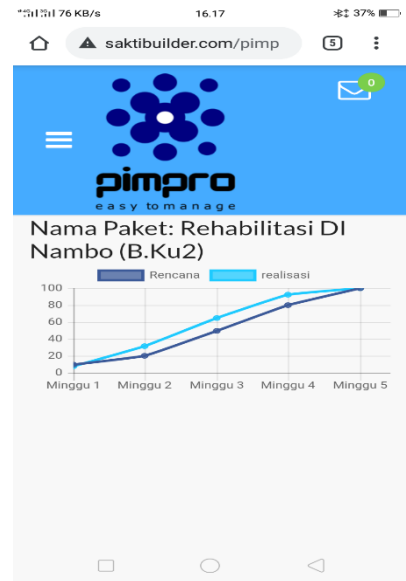 76 KB/s 16.17 37%
saktibuilder.com/pimp 5
0
pimpro
easy to manage
Nama Paket: Rehabilitasi DI
Nambo (B.Ku2)
Rencana realisasi
100
80
60
40
20
0
Minggu 1 Minggu 2 Minggu 3 Minggu 4 Minggu 5